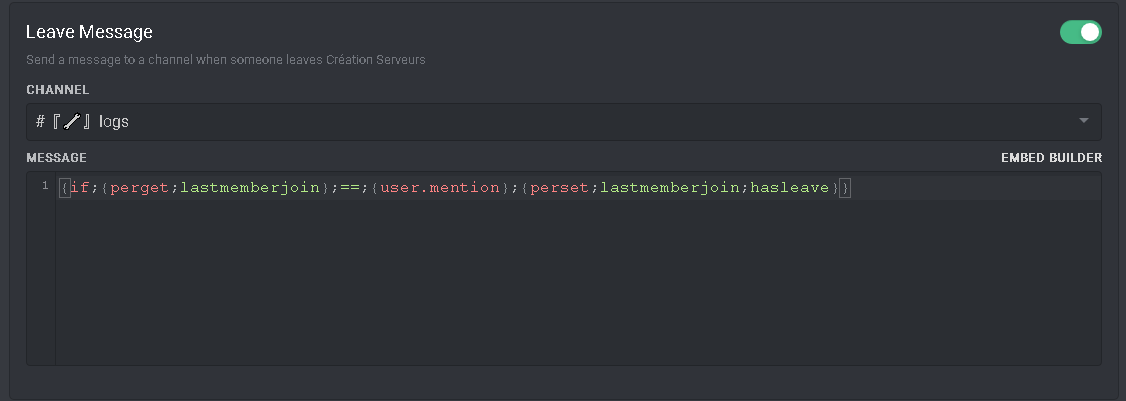 Leave Message
Send a message to a channel when someone leaves Création Serveurs
CHANNEL
# 『🔧』 logs
MESSAGE
EMBED BUILDER
1 {if;{perget;lastmemberjoin};==;{user.mention};{perset;lastmemberjoin;hasleave}}